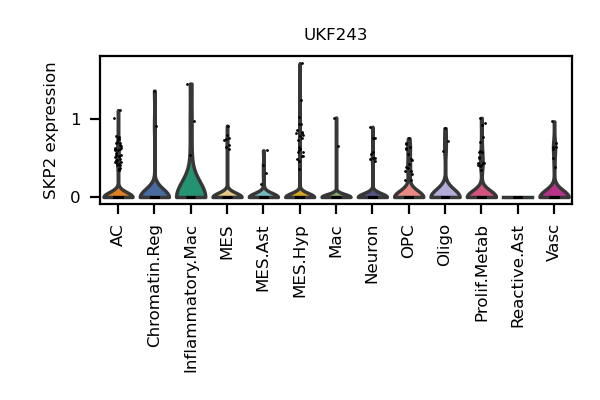 UKF243
SKP2 expression
1
0
AC
Chromatin.Reg
Inflammatory.Mac
MES
MES.Ast
MES.Hyp
Mac
Neuron
OPC
Oligo
Prolif.Metab
Reactive.Ast
Vasc